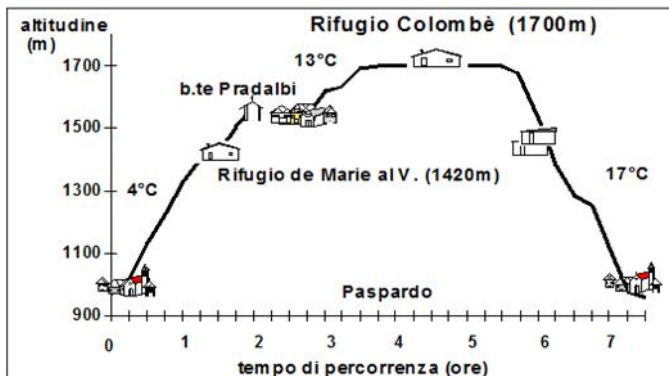 altitudine
(m)
Rifugio Colombè (1700m)
1700
13°C
b.te Pradalbi
1500
Rifugio de Marie al V. (1420m)
1300
4°C
17°C
1100
Paspardo
900
0 1 2 3 4 5 6 7
tempo di percorrenza (ore)